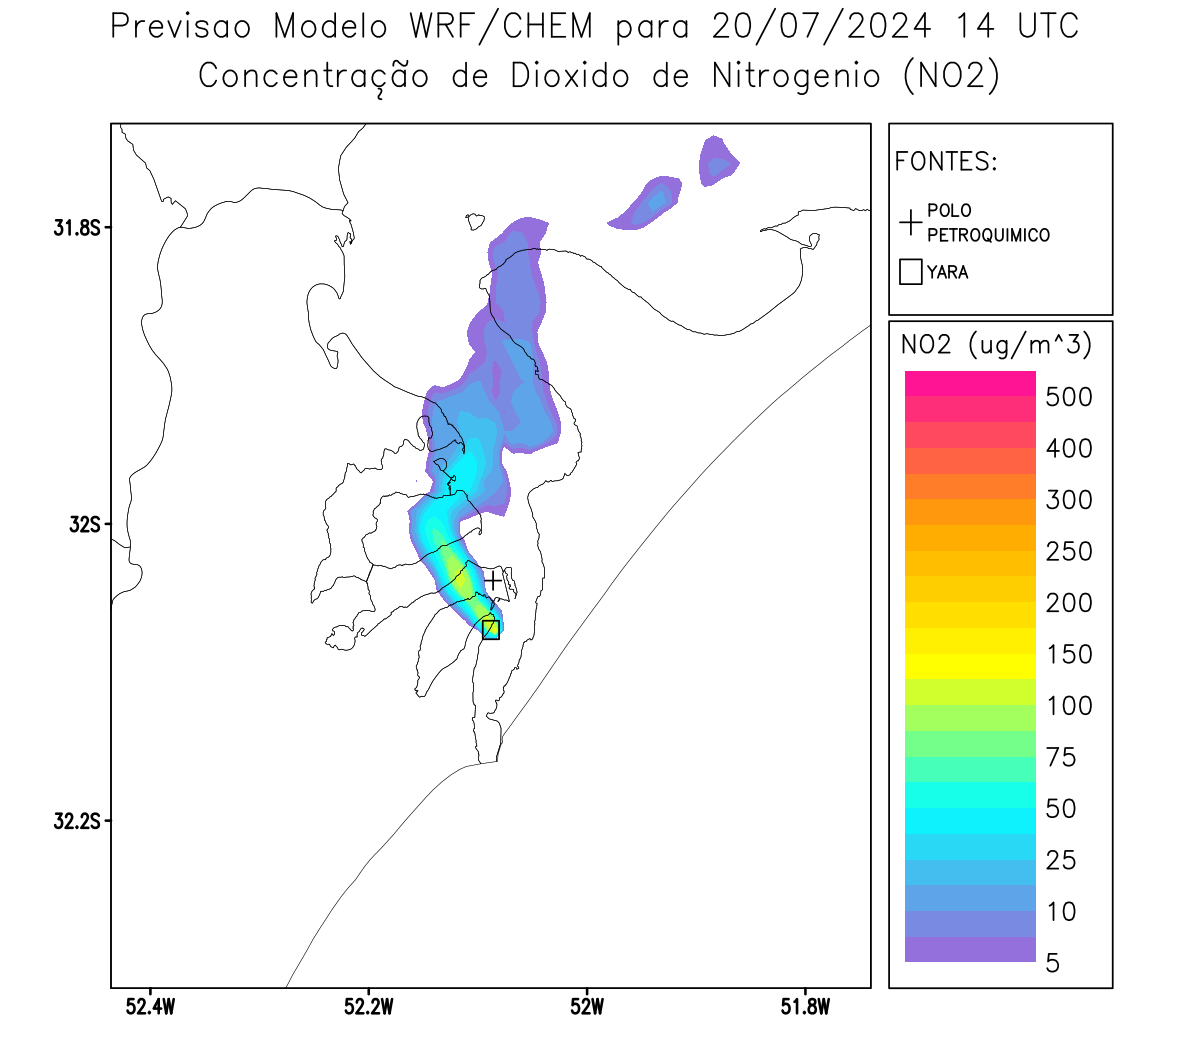 Previsao Modelo WRF/CHEM para 20/07/2024 14 UTC
Concentração de Dioxido de Nitrogenio (NO2)
FONTES:
POLO
PETROQUIMICO
YARA
NO2 (ug/m^3)
500
400
300
250
200
150
100
75
50
25
10
5
31.8S
32S
32.2S
52.4W
52.2W
52W
51.8W